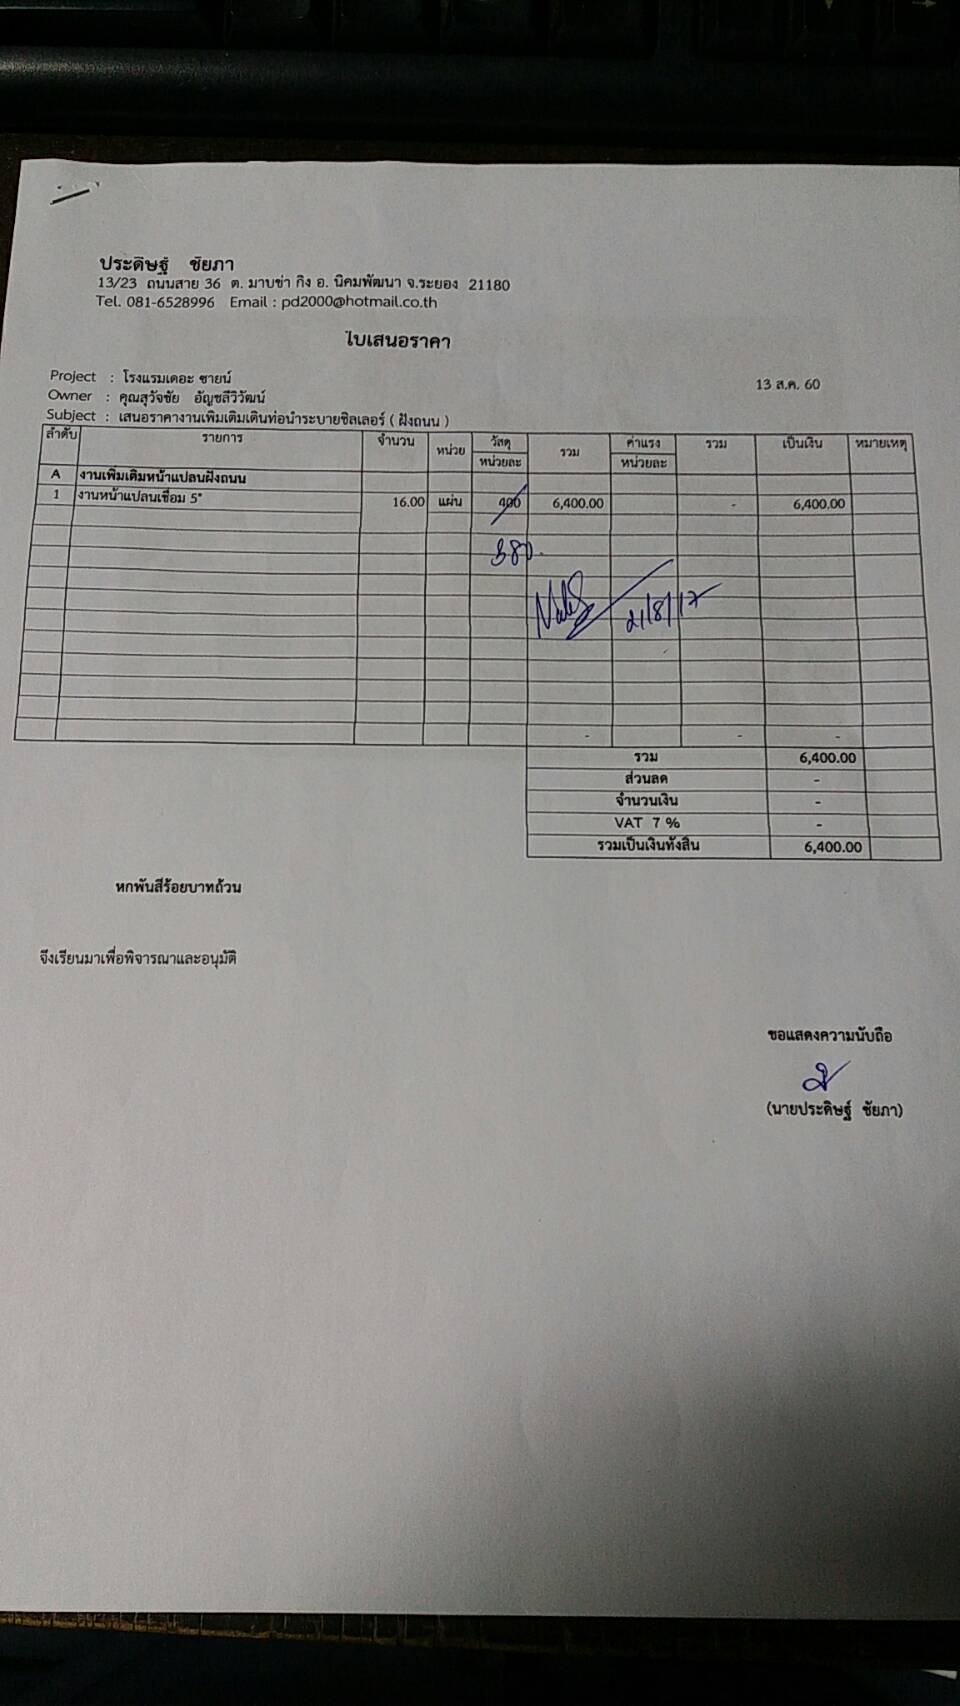 ประดิษฐ์ ชัยภา
13/23 ถนนสาย 36 ต. มาบข่า กิ่ง อ. นิคมพัฒนา จ.ระยอง 21180
Tel. 081-6528996 Email : pd2000@hotmail.co.th
ใบเสนอราคา
Project : โรงแรมเดอะ ซายน์
13 ส.ค. 60
Owner : คุณสุวัจชัย อัญชลีวิวัฒน์
Subject : เสนอราคางานเพิ่มเติมเดินท่อน้ำระบายชิลเลอร์ ( ฝั่งถนน )
ลำดับ รายการ จำนวน หน่วย วัสดุ รวม ค่าแรง รวม เป็นเงิน หมายเหตุ
หน่วยละ หน่วยละ
A งานเพิ่มเติมหน้าแปลนฝั่งถนน
1 งานหน้าแปลนเชื่อม 5" 16.00 แผ่น 400 6,400.00 - 6,400.00
380.
21/8/17
- - -
รวม 6,400.00
ส่วนลด -
จำนวนเงิน -
VAT 7 % -
รวมเป็นเงินทั้งสิ้น 6,400.00
หกพันสี่ร้อยบาทถ้วน
จึงเรียนมาเพื่อพิจารณาและอนุมัติ
ขอแสดงความนับถือ
(นายประดิษฐ์ ชัยภา)